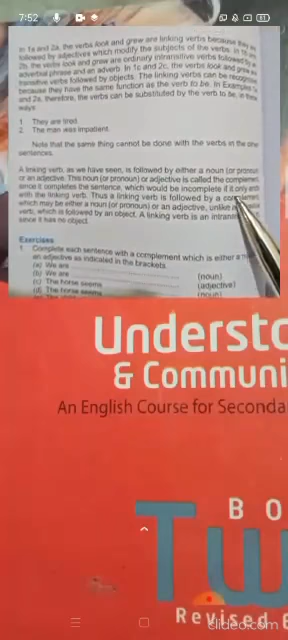 7:52
In 1a and 2a, the verbs look and grew are linking verbs because they are
followed by adjectives which modify the subjects of the verbs. In 1b and
2b, the verbs look and grew are ordinary intransitive verbs followed by
adverbial phrase and an adverb. In 1c and 2c, the verbs look and grew are
transitive verbs followed by objects. The linking verbs can be recognised
because they have the same function as the verb to be. In Examples 1a
and 2a, therefore, the verbs can be substituted by the verb to be, in these
ways:
1 They are tired
2 The man was impatient.
Note that the same thing cannot be done with the verbs in the other
sentences.
A linking verb, as we have seen, is followed by either a noun (or pronoun)
or an adjective. This noun (or pronoun) or adjective is called the complement,
since it completes the sentence, which would be incomplete if it only ends
with the linking verb. Thus a linking verb is followed by a complement,
which may be either a noun (or pronoun) or an adjective, unlike a
verb, which is followed by an object. A linking verb is an intransitive
since it has no object.
Exercises
1 Complete each sentence with a complement which is either a
an adjective as indicated in the brackets.
(a) We are (noun)
(b) We are (adjective)
(c) The horse seems (noun)
(d) The horse seems
Understa
& Communi
An English Course for Seconda
BO
Tw
Revised E
clideo.com